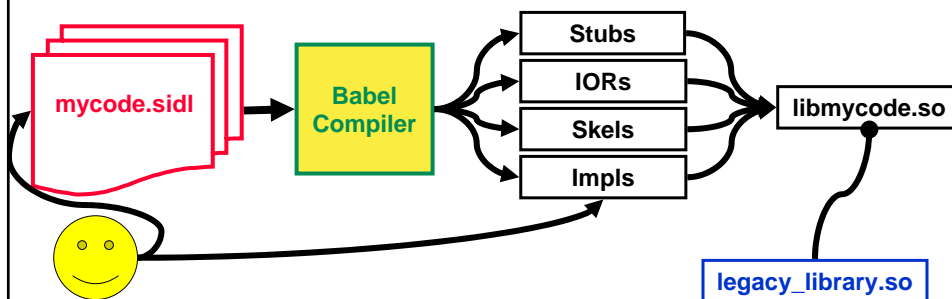 mycode.sidl
Babel
Compiler
Stubs
IORs
Skels
Impls
libmycode.so
legacy_library.so